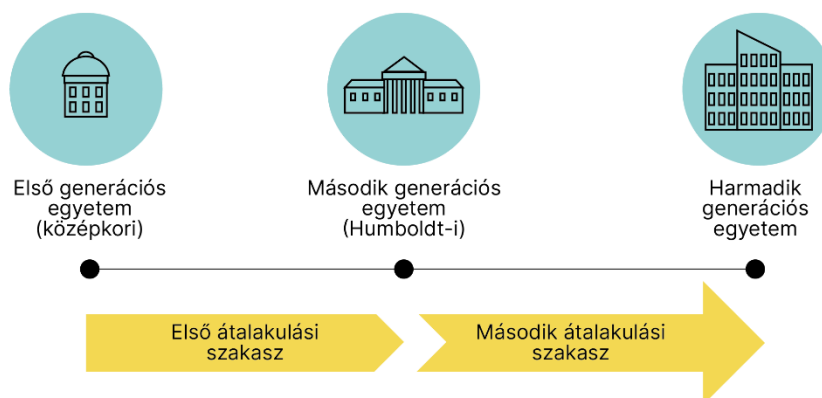 Első generációs
egyetem
(középkori)
Második generációs
egyetem
(Humboldt-i)
Harmadik
generációs
egyetem
Első átalakulási
szakasz
Második átalakulási
szakasz